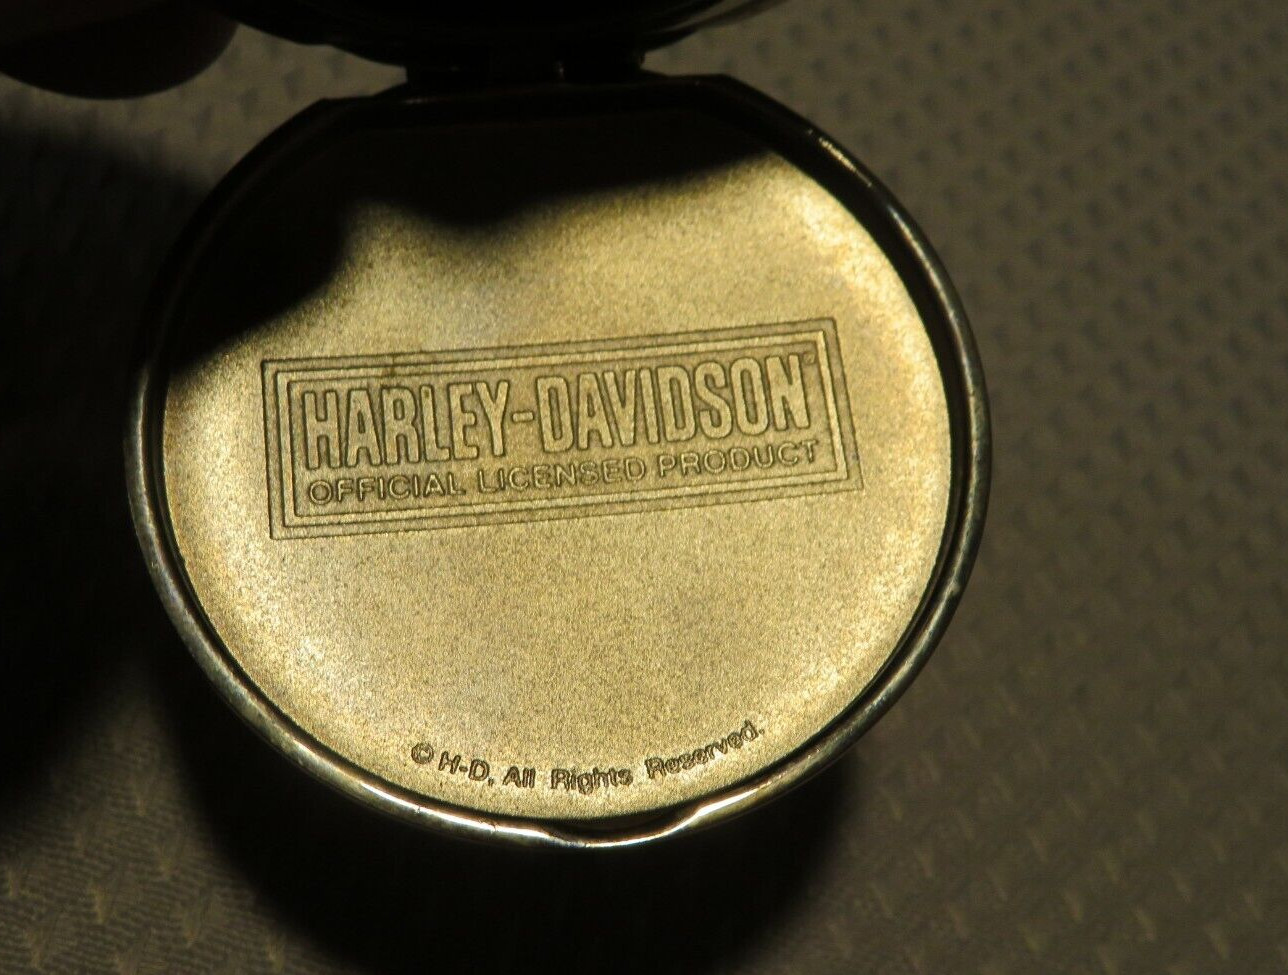 HARLEY-DAVIDSON®
OFFICIAL LICENSED PRODUCT
© H-D, All Rights Reserved.